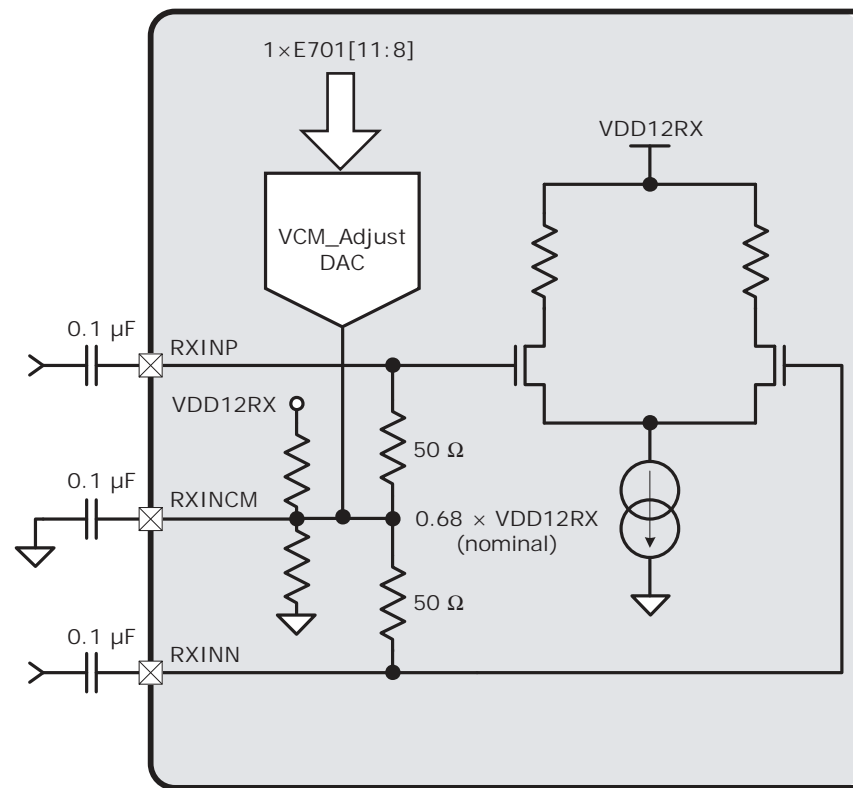 1×E701[11:8]
VDD12RX
VCM_Adjust
DAC
0.1 µF
RXINP
VDD12RX
50 Ω
0.1 µF
RXINCM
0.68 × VDD12RX
(nominal)
50 Ω
0.1 µF
RXINN